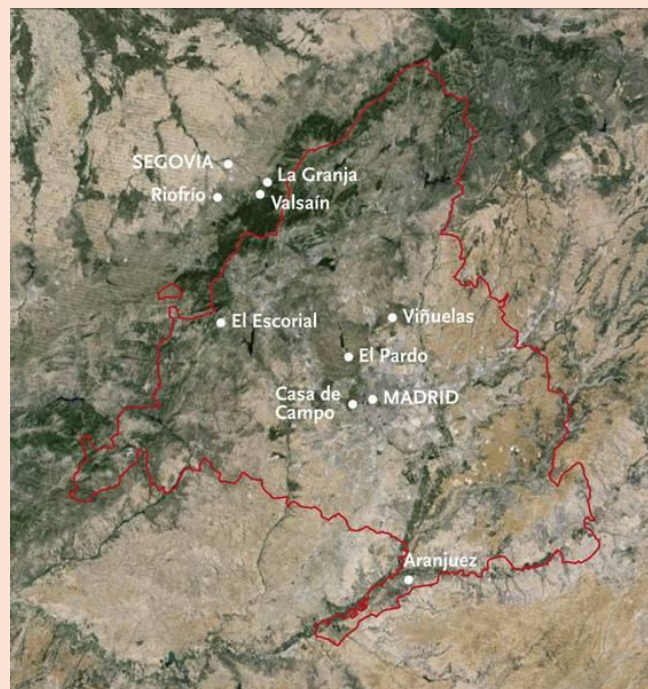 SEGOVIA
La Granja
Riofrío
Valsaín
El Escorial
Viñuelas
El Pardo
Casa de
Campo
MADRID
Aranjuez